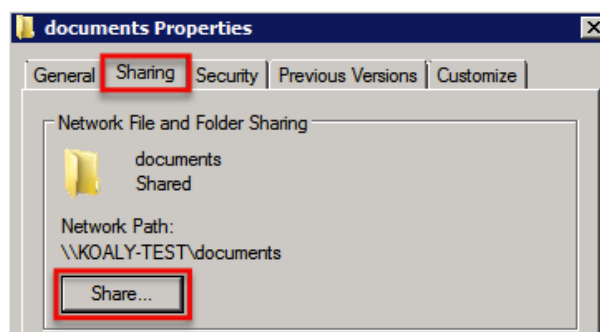 documents Properties
General Sharing Security Previous Versions Customize
Network File and Folder Sharing
documents
Shared
Network Path:
\\KOALY-TEST\documents
Share...